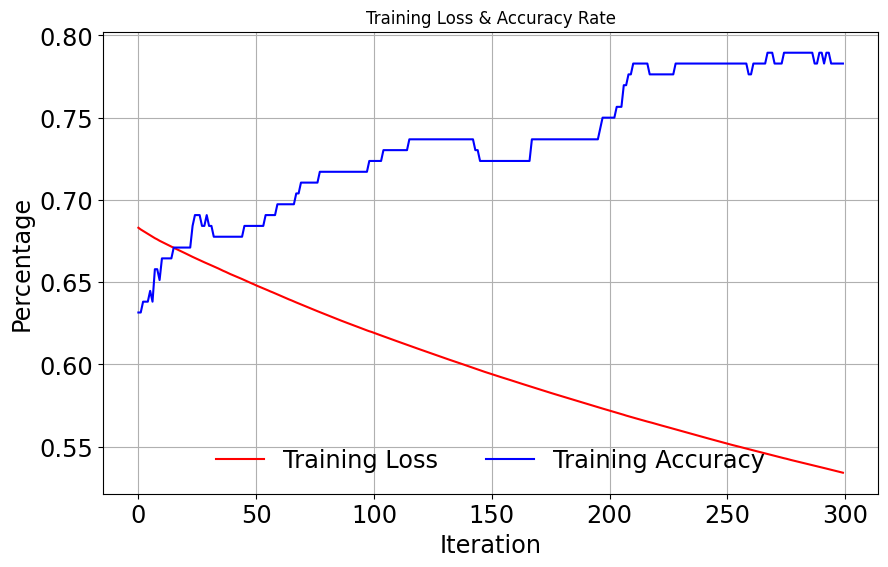 Training Loss & Accuracy Rate
0.80
0.75
0.70
0.65
0.60
0.55
Percentage
Training Loss
Training Accuracy
0 50 100 150 200 250 300
Iteration